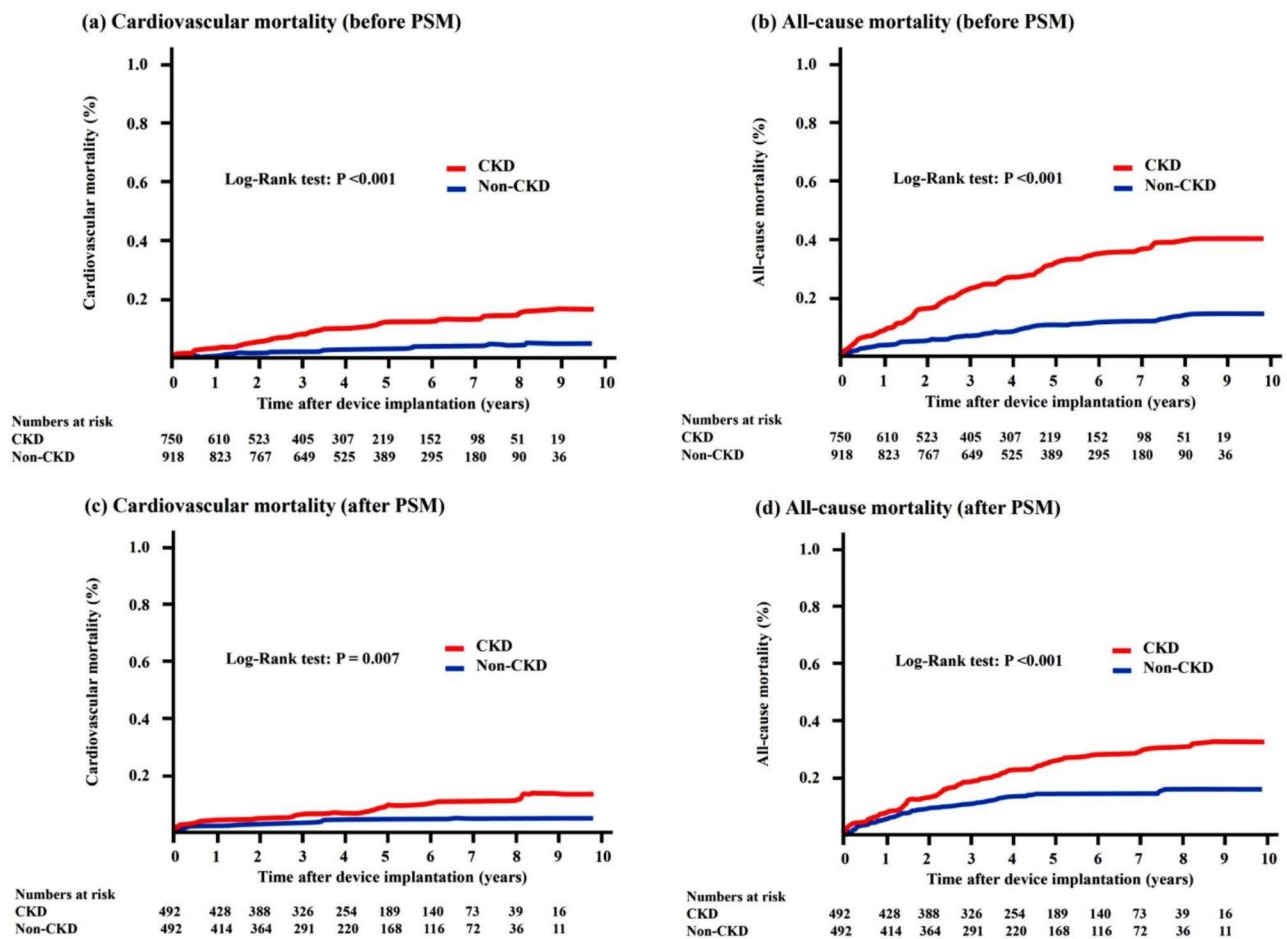 (a) Cardiovascular mortality (before PSM)
Cardiovascular mortality (%)
1.0
0.8
0.6
0.4
0.2
Log-Rank test: P <0.001
CKD
Non-CKD
0 1 2 3 4 5 6 7 8 9 10
Time after device implantation (years)
Numbers at risk
CKD 750 610 523 405 307 219 152 98 51 19
Non-CKD 918 823 767 649 525 389 295 180 90 36
(b) All-cause mortality (before PSM)
All-cause mortality (%)
1.0
0.8
0.6
0.4
0.2
Log-Rank test: P <0.001
CKD
Non-CKD
0 1 2 3 4 5 6 7 8 9 10
Time after device implantation (years)
Numbers at risk
CKD 750 610 523 405 307 219 152 98 51 19
Non-CKD 918 823 767 649 525 389 295 180 90 36
(c) Cardiovascular mortality (after PSM)
Cardiovascular mortality (%)
1.0
0.8
0.6
0.4
0.2
Log-Rank test: P = 0.007
CKD
Non-CKD
0 1 2 3 4 5 6 7 8 9 10
Time after device implantation (years)
Numbers at risk
CKD 492 428 388 326 254 189 140 73 39 16
Non-CKD 492 414 364 291 220 168 116 72 36 11
(d) All-cause mortality (after PSM)
All-cause mortality (%)
1.0
0.8
0.6
0.4
0.2
Log-Rank test: P <0.001
CKD
Non-CKD
0 1 2 3 4 5 6 7 8 9 10
Time after device implantation (years)
Numbers at risk
CKD 492 428 388 326 254 189 140 73 39 16
Non-CKD 492 414 364 291 220 168 116 72 36 11